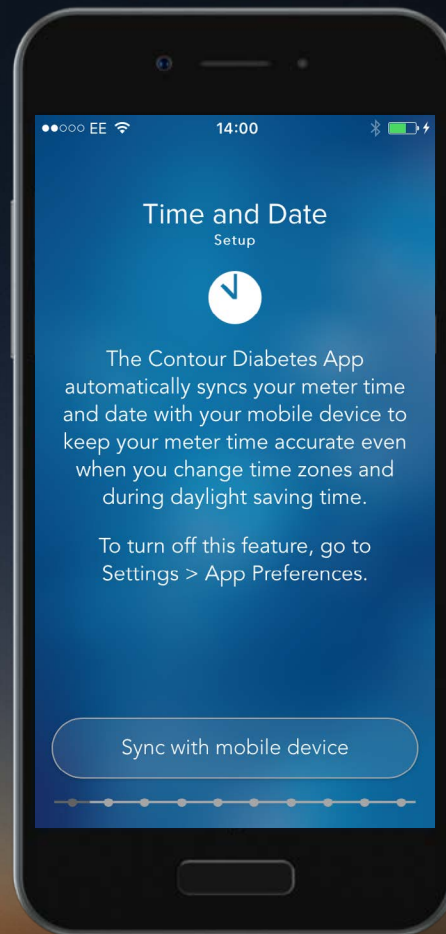 EE 14:00
Time and Date
Setup
The Contour Diabetes App
automatically syncs your meter time
and date with your mobile device to
keep your meter time accurate even
when you change time zones and
during daylight saving time.
To turn off this feature, go to
Settings > App Preferences.
Sync with mobile device